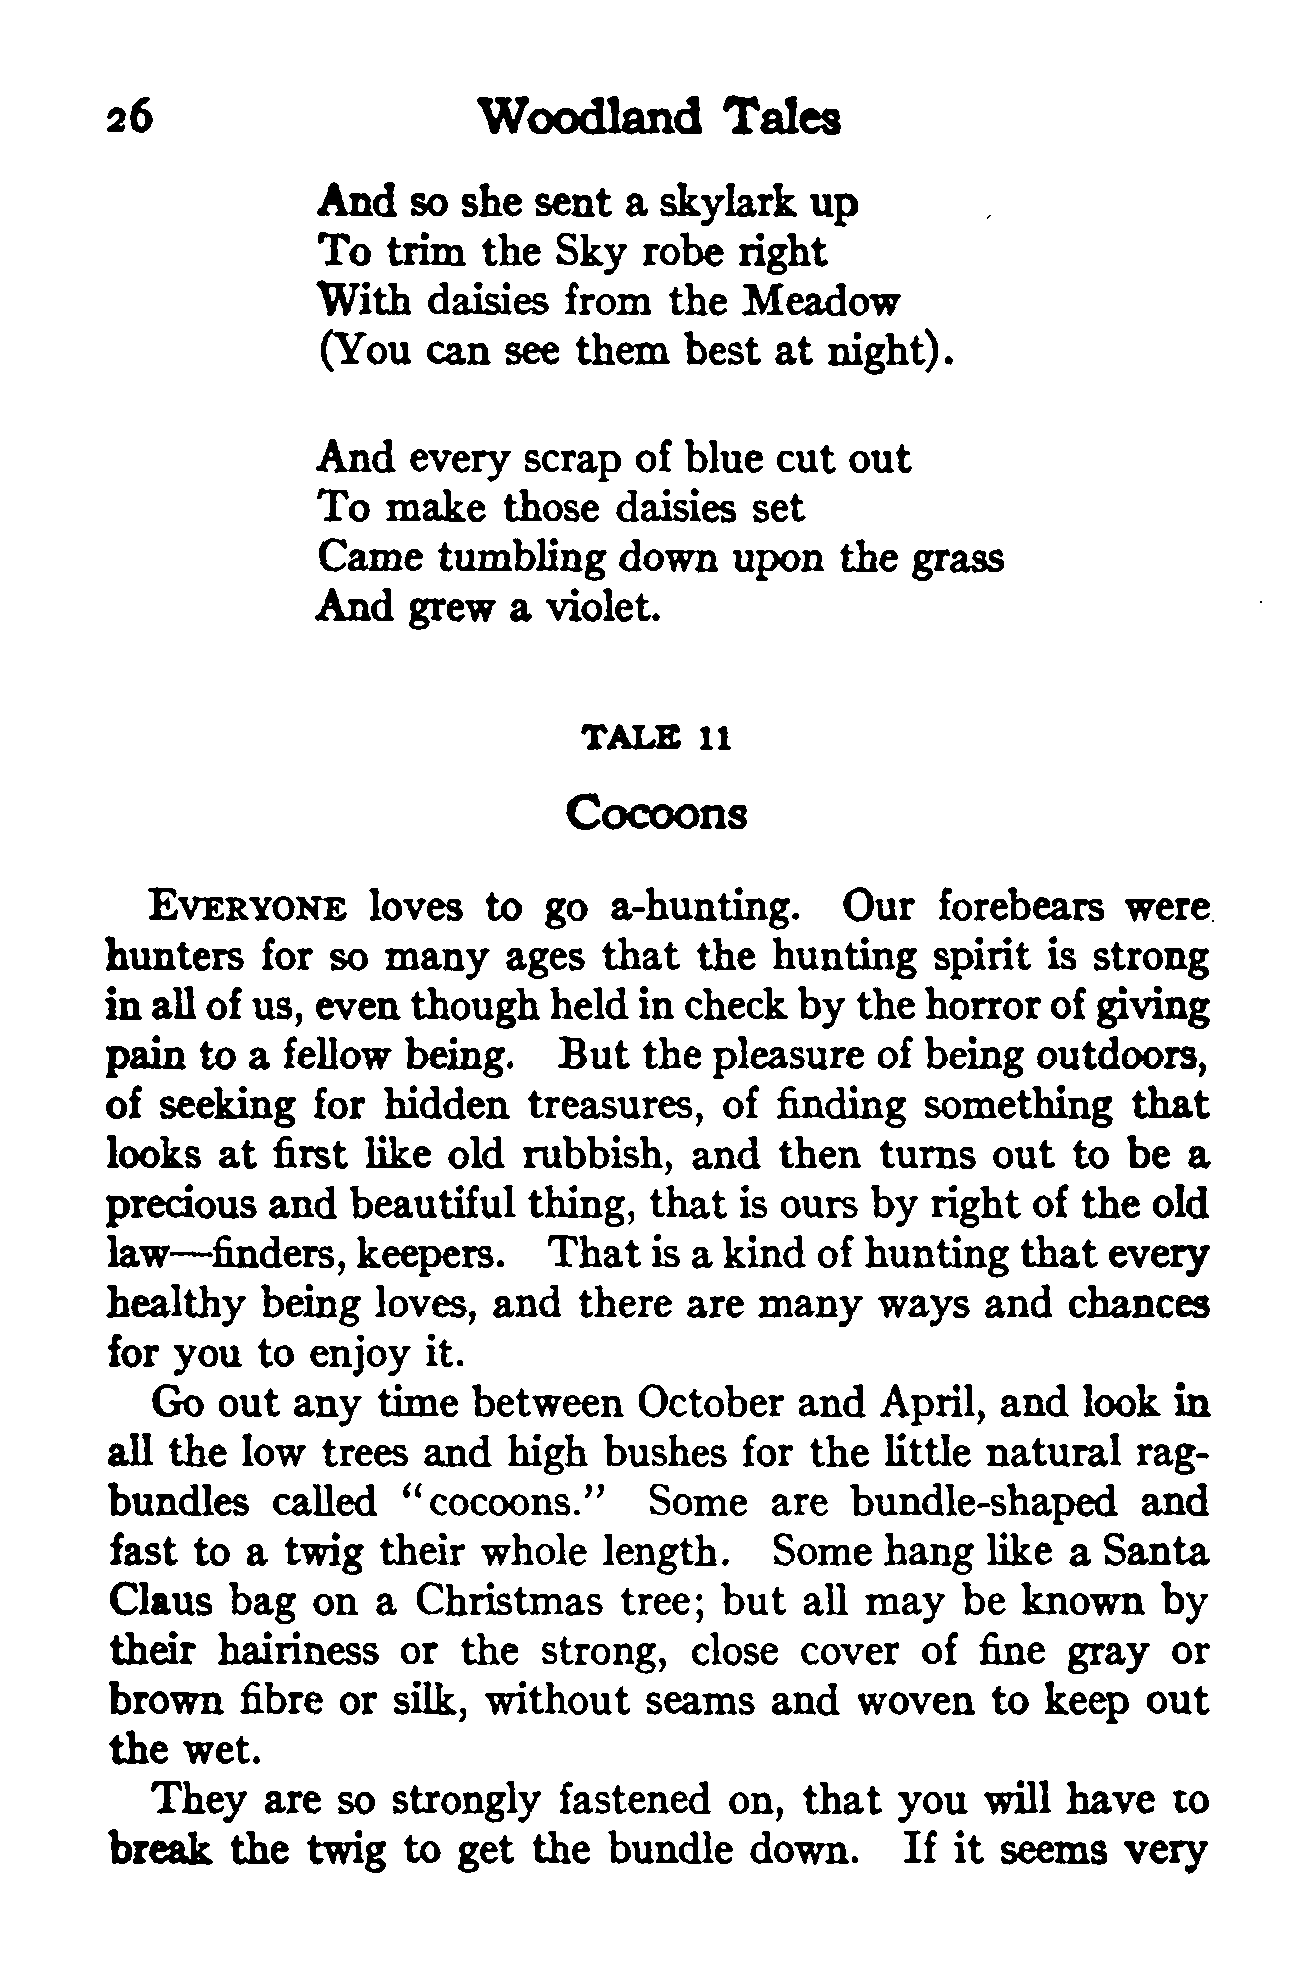 26 Woodland Tales
And so she sent a skylark up
To trim the Sky robe right
With daisies from the Meadow
(You can see them best at night).
And every scrap of blue cut out
To make those daisies set
Came tumbling down upon the grass
And grew a violet.
TALE 11
Cocoons
EVERYONE loves to go a-hunting. Our forebears were
hunters for so many ages that the hunting spirit is strong
in all of us, even though held in check by the horror of giving
pain to a fellow being. But the pleasure of being outdoors,
of seeking for hidden treasures, of finding something that
looks at first like old rubbish, and then turns out to be a
precious and beautiful thing, that is ours by right of the old
law—finders, keepers. That is a kind of hunting that every
healthy being loves, and there are many ways and chances
for you to enjoy it.
Go out any time between October and April, and look in
all the low trees and high bushes for the little natural rag-
bundles called "cocoons." Some are bundle-shaped and
fast to a twig their whole length. Some hang like a Santa
Claus bag on a Christmas tree; but all may be known by
their hairiness or the strong, close cover of fine gray or
brown fibre or silk, without seams and woven to keep out
the wet.
They are so strongly fastened on, that you will have to
break the twig to get the bundle down. If it seems very